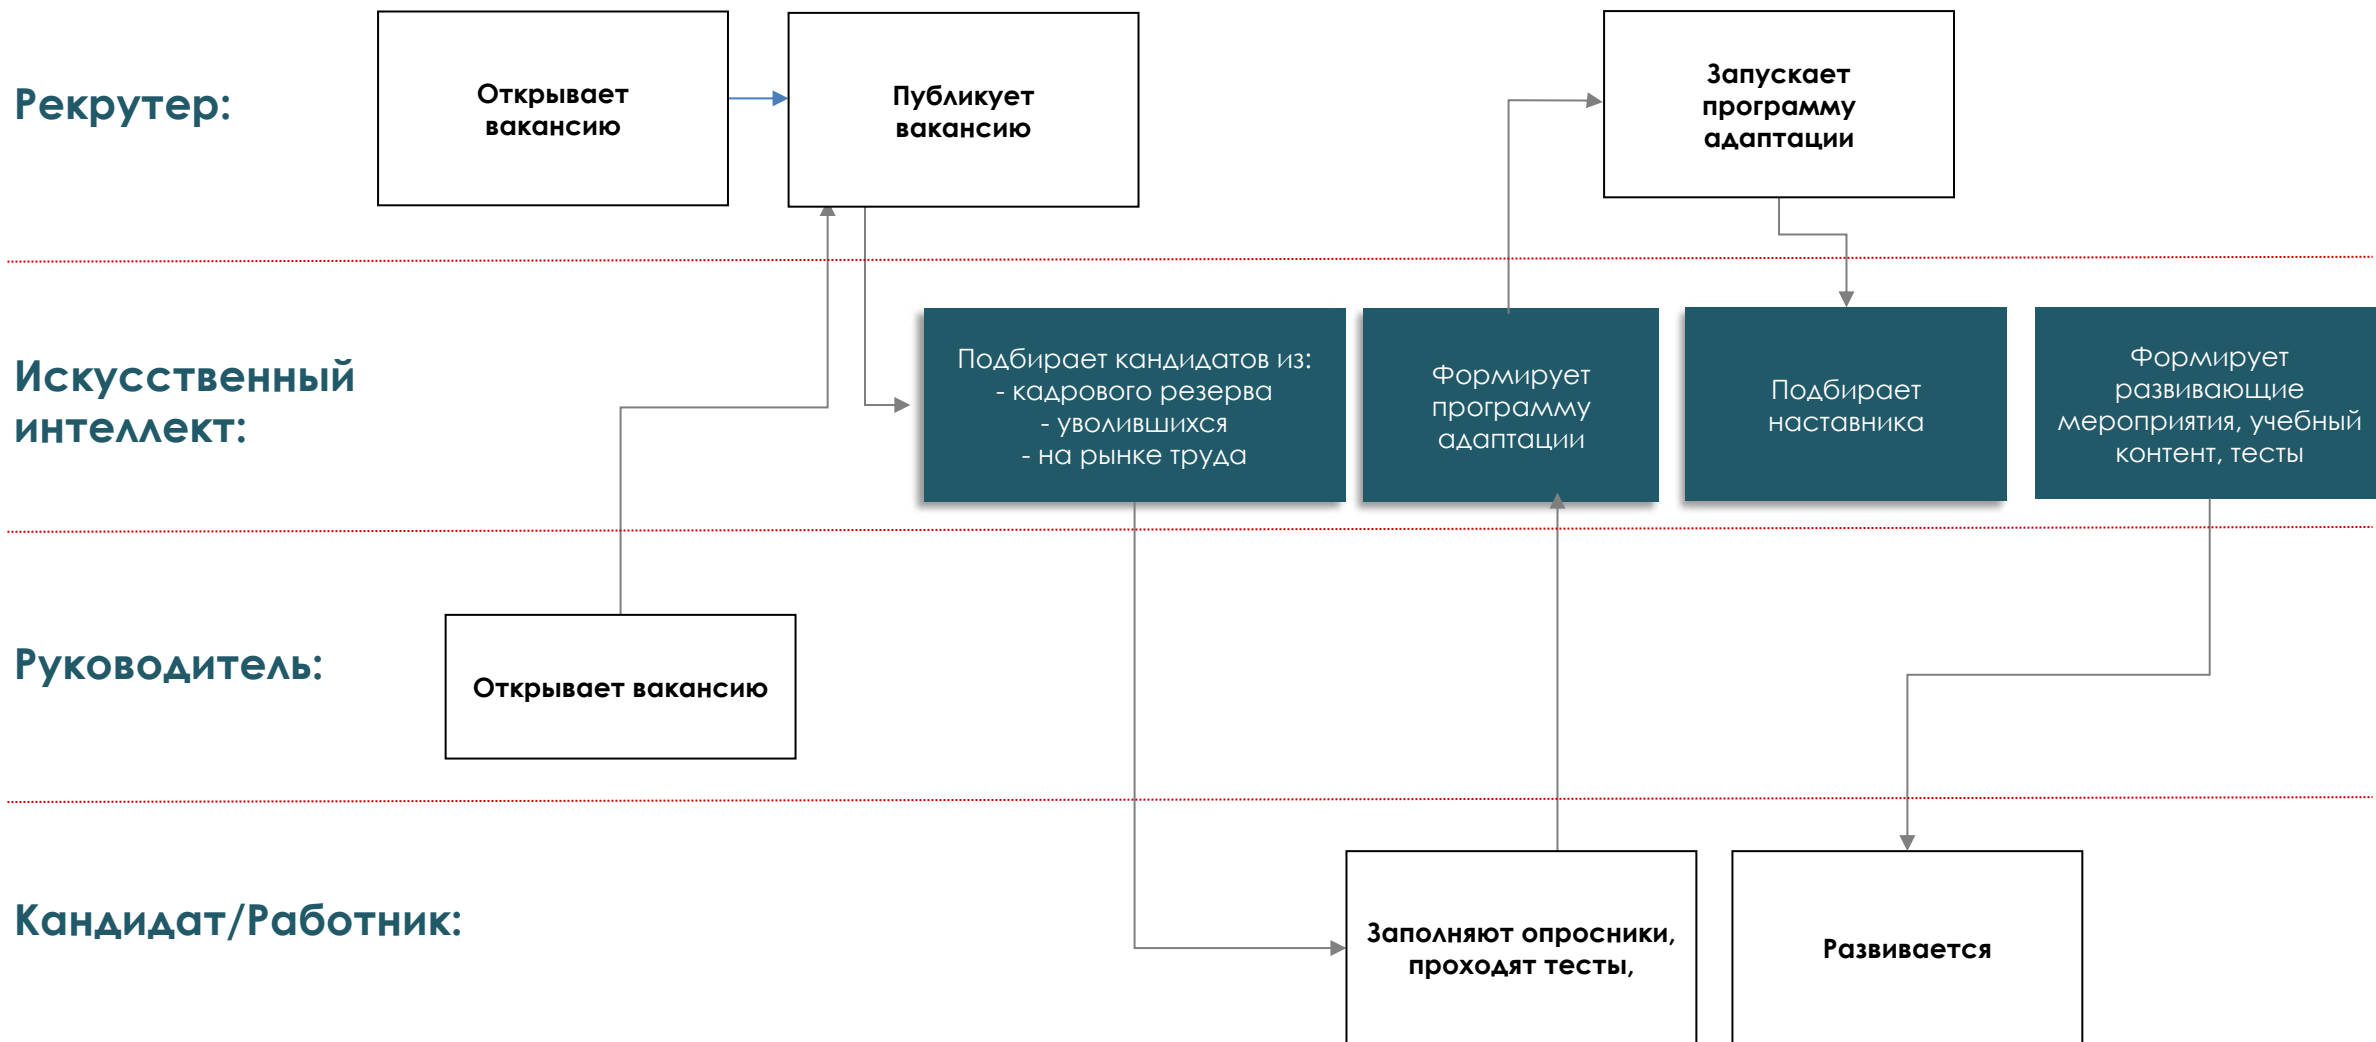 Рекрутер:
Открывает
вакансию
Публикует
вакансию
Запускает
программу
адаптации
Искусственный
интеллект:
Подбирает кандидатов из:
- кадрового резерва
- уволившихся
- на рынке труда
Формирует
программу
адаптации
Подбирает
наставника
Формирует
развивающие
мероприятия, учебный
контент, тесты
Руководитель:
Открывает вакансию
Кандидат/Работник:
Заполняют опросники,
проходят тесты,
Развивается